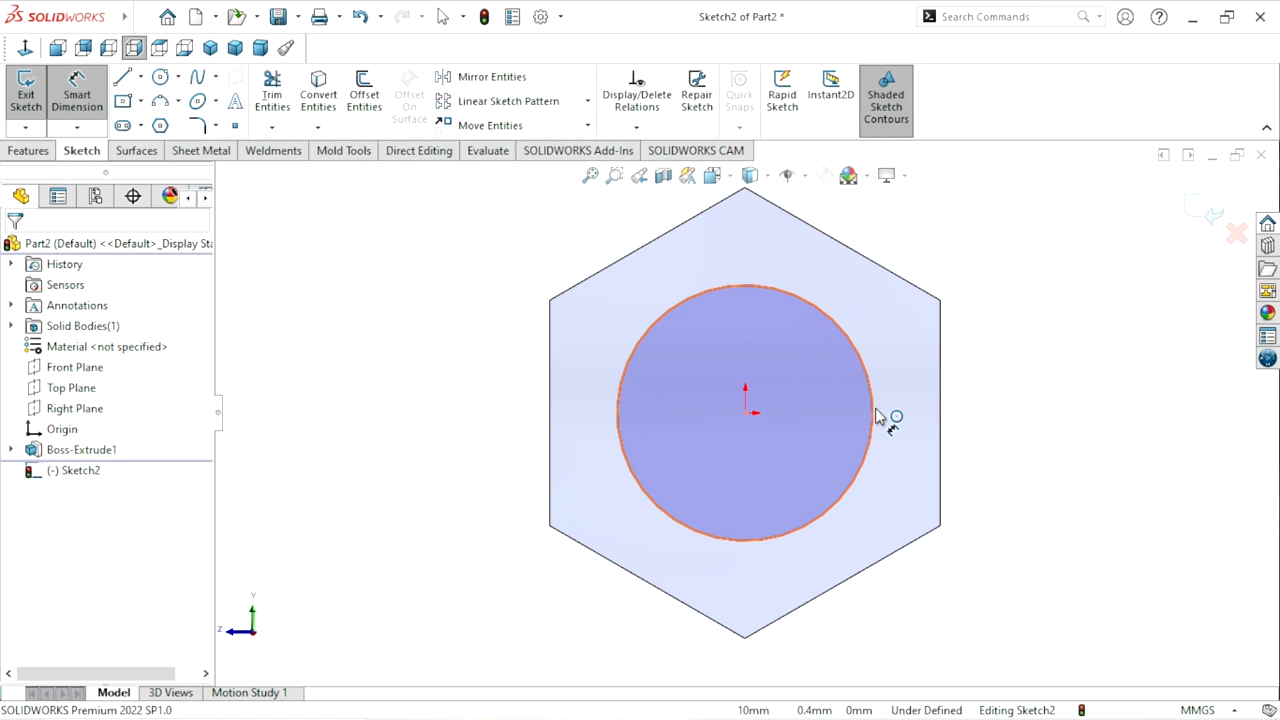 SOLIDWORKS
Sketch2 of Part2 *
Search Commands
Exit Sketch
Smart Dimension
Trim Entities
Convert Entities
Offset Entities
Offset On Surface
Mirror Entities
Linear Sketch Pattern
Move Entities
Display/Delete Relations
Repair Sketch
Quick Snaps
Rapid Sketch
Instant2D
Shaded Sketch Contours
Features
Sketch
Surfaces
Sheet Metal
Weldments
Mold Tools
Direct Editing
Evaluate
SOLIDWORKS Add-Ins
SOLIDWORKS CAM
Part2 (Default) <<Default>_Display Sta
History
Sensors
Annotations
Solid Bodies(1)
Material <not specified>
Front Plane
Top Plane
Right Plane
Origin
Boss-Extrude1
(-) Sketch2
Y
Z
Model
3D Views
Motion Study 1
SOLIDWORKS Premium 2022 SP1.0
10mm
0.4mm
0mm
Under Defined
Editing Sketch2
MMGS